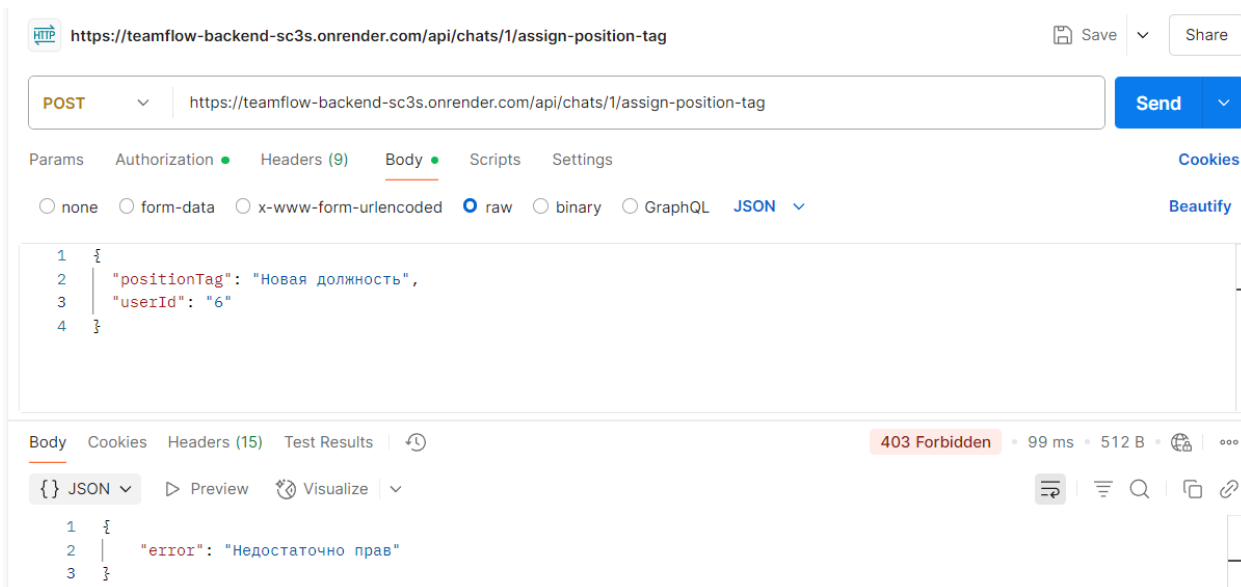 HTTP https://teamflow-backend-sc3s.onrender.com/api/chats/1/assign-position-tag Save Share
POST https://teamflow-backend-sc3s.onrender.com/api/chats/1/assign-position-tag Send
Params Authorization Headers (9) Body Scripts Settings Cookies
none form-data x-www-form-urlencoded raw binary GraphQL JSON Beautify
1 {
2 "positionTag": "Новая должность",
3 "userId": "6"
4 }
Body Cookies Headers (15) Test Results 403 Forbidden • 99 ms • 512 B •
{} JSON Preview Visualize
1 {
2 "error": "Недостаточно прав"
3 }